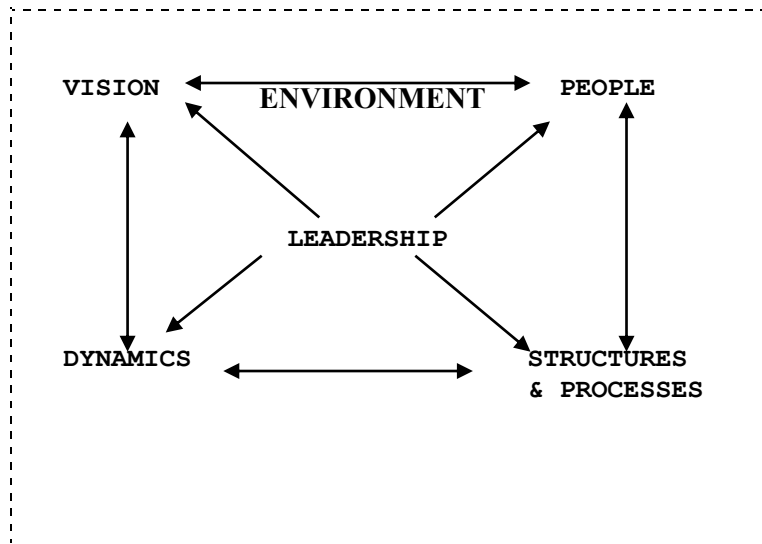 VISION
PEOPLE
ENVIRONMENT
LEADERSHIP
DYNAMICS
STRUCTURES
& PROCESSES